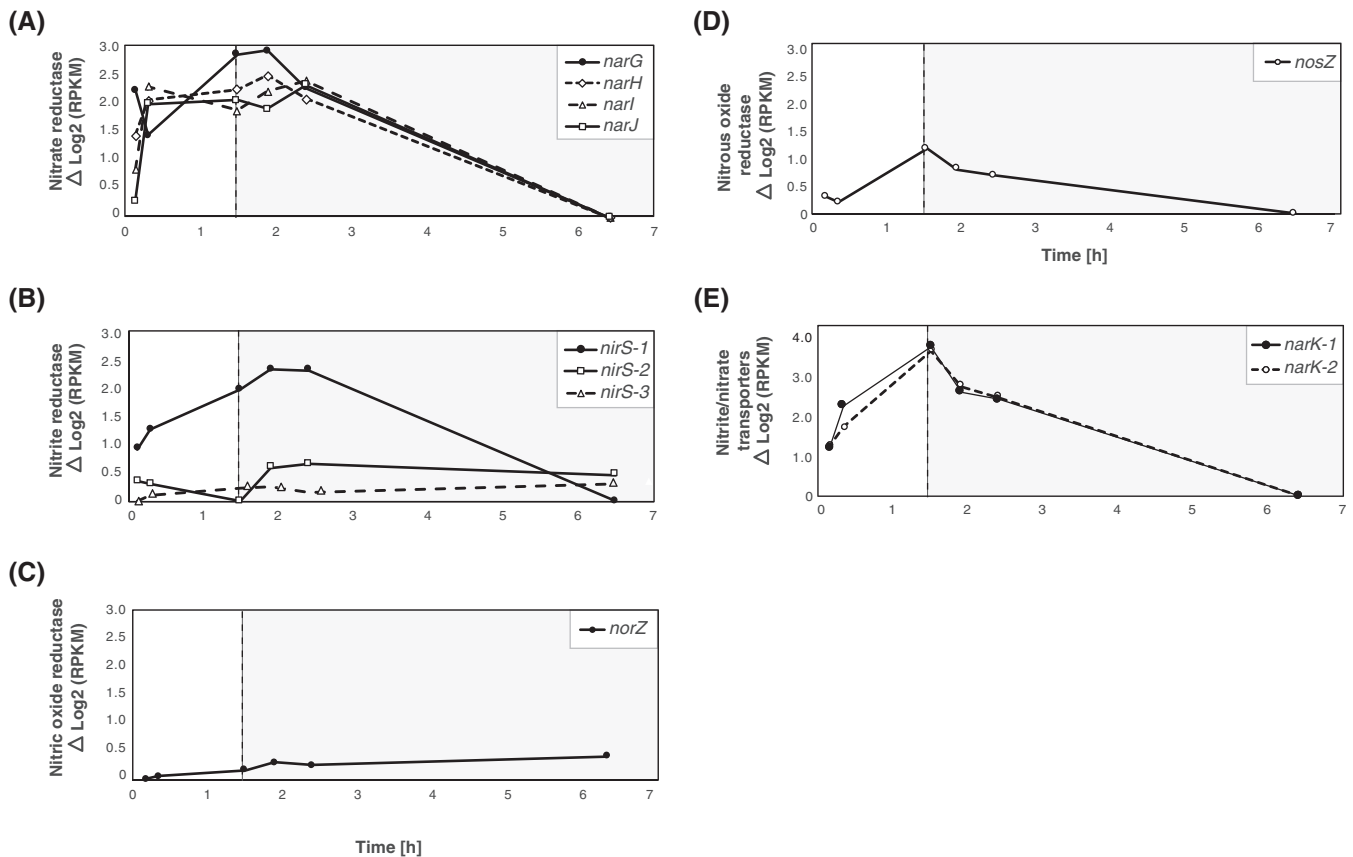 (A)
Nitrate reductase
△ Log2 (RPKM)
3.0
2.5
2.0
1.5
1.0
0.5
0
0 1 2 3 4 5 6 7
narG
narH
narI
narJ
(B)
Nitrite reductase
△ Log2 (RPKM)
3.0
2.5
2.0
1.5
1.0
0.5
0
0 1 2 3 4 5 6 7
nirS-1
nirS-2
nirS-3
(C)
Nitric oxide reductase
△ Log2 (RPKM)
3.0
2.5
2.0
1.5
1.0
0.5
0
0 1 2 3 4 5 6 7
norZ
Time [h]
(D)
Nitrous oxide
reductase
△ Log2 (RPKM)
3.0
2.5
2.0
1.5
1.0
0.5
0
0 1 2 3 4 5 6 7
nosZ
Time [h]
(E)
Nitrite/nitrate
transporters
△ Log2 (RPKM)
4.0
3.0
2.0
1.0
0
0 1 2 3 4 5 6 7
narK-1
narK-2